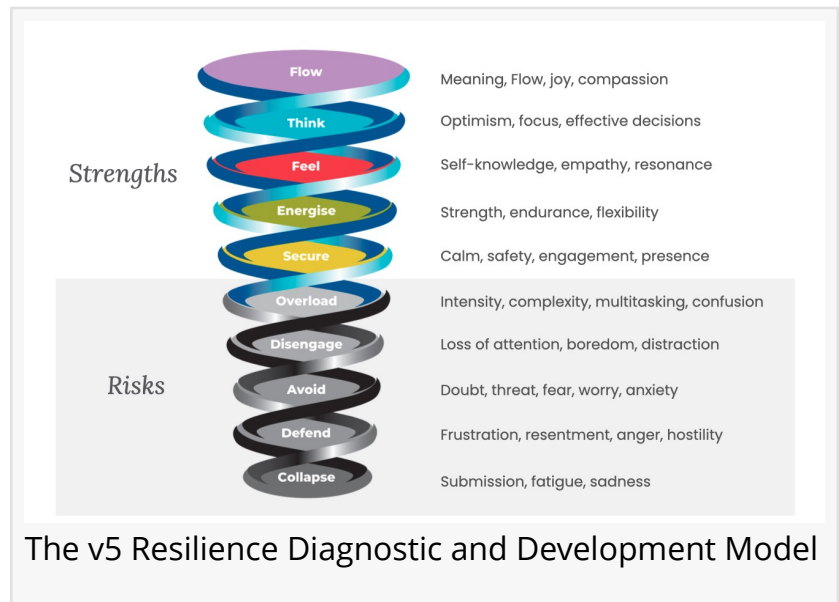 Strengths
Flow
Meaning, Flow, joy, compassion
Think
Optimism, focus, effective decisions
Feel
Self-knowledge, empathy, resonance
Energise
Strength, endurance, flexibility
Secure
Calm, safety, engagement, presence
Risks
Overload
Intensity, complexity, multitasking, confusion
Disengage
Loss of attention, boredom, distraction
Avoid
Doubt, threat, fear, worry, anxiety
Defend
Frustration, resentment, anger, hostility
Collapse
Submission, fatigue, sadness
The v5 Resilience Diagnostic and Development Model